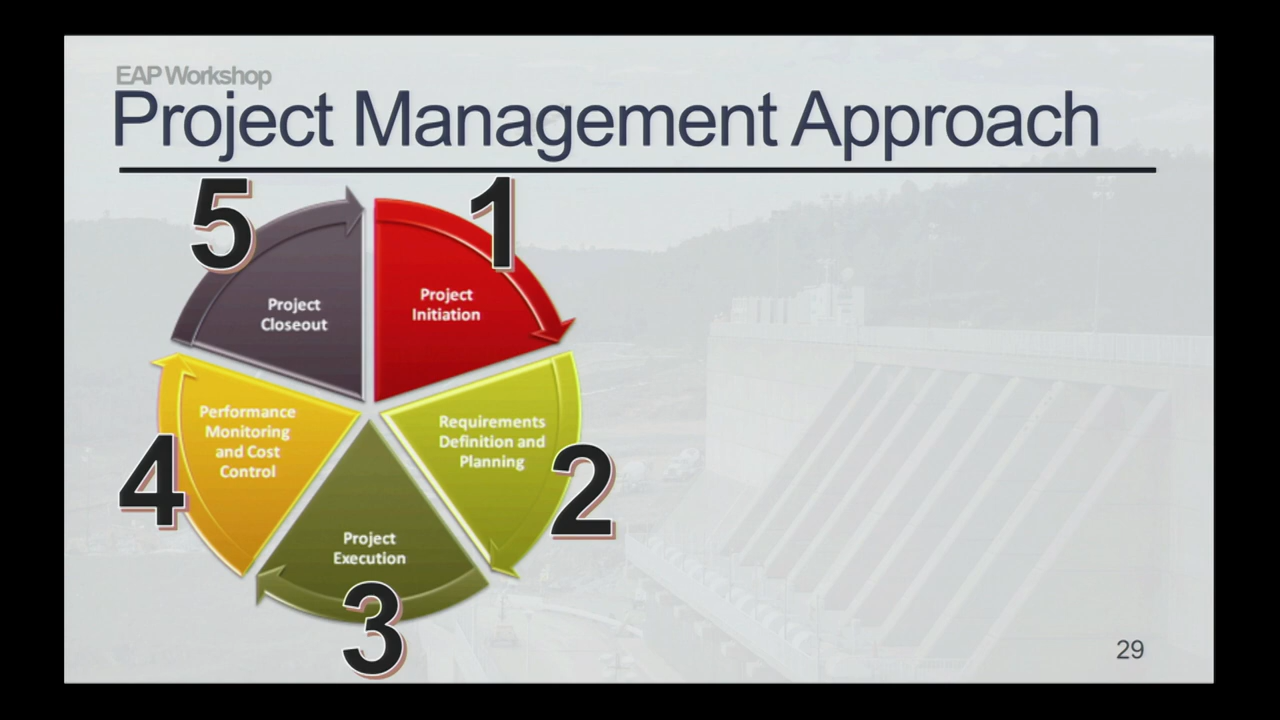 EAP Workshop
Project Management Approach
5
1
Project
Closeout
Project
Initiation
Performance
Monitoring
and Cost
Control
4
Requirements
Definition and
Planning
2
Project
Execution
3
29